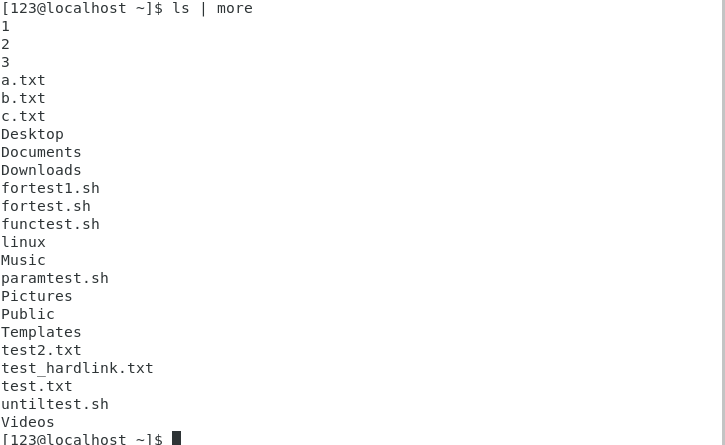 [123@localhost ~]$ ls | more
1
2
3
a.txt
b.txt
c.txt
Desktop
Documents
Downloads
fortest1.sh
fortest.sh
functest.sh
linux
Music
paramtest.sh
Pictures
Public
Templates
test2.txt
test_hardlink.txt
test.txt
untiltest.sh
Videos
[123@localhost ~]$